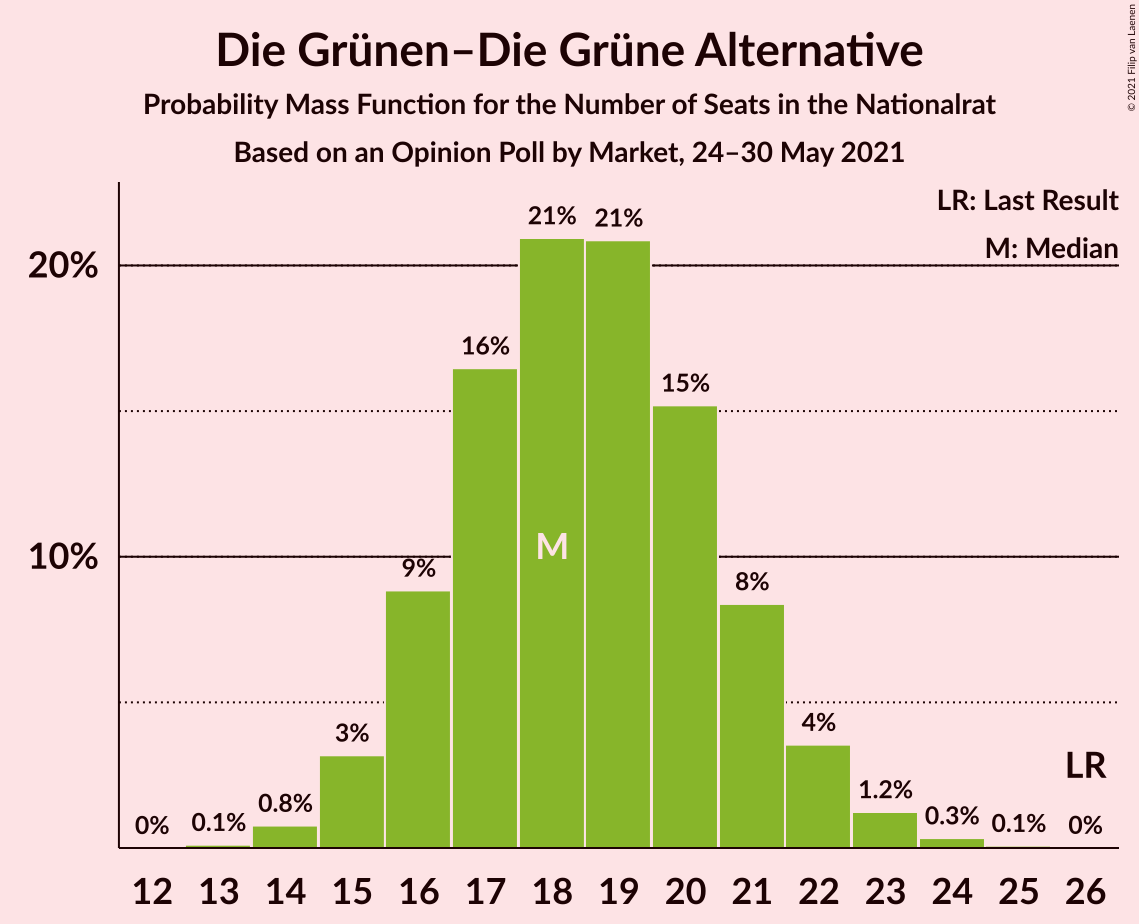 Die Grünen–Die Grüne Alternative
Probability Mass Function for the Number of Seats in the Nationalrat
Based on an Opinion Poll by Market, 24–30 May 2021
© 2021 Filip van Laenen
LR: Last Result
M: Median
20%
10%
0%
0.1%
0.8%
3%
9%
16%
21%
21%
15%
8%
4%
1.2%
0.3%
0.1%
0%
M
LR
12 13 14 15 16 17 18 19 20 21 22 23 24 25 26